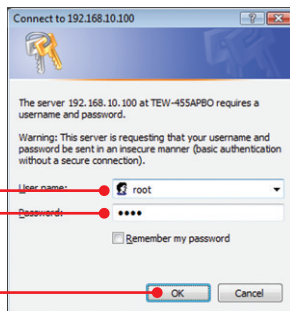 Connect to 192.168.10.100
The server 192.168.10.100 at TEW-455APBO requires a
username and password.
Warning: This server is requesting that your username and
password be sent in an insecure manner (basic authentication
without a secure connection).
User name:
root
Password:
••••
Remember my password
OK
Cancel